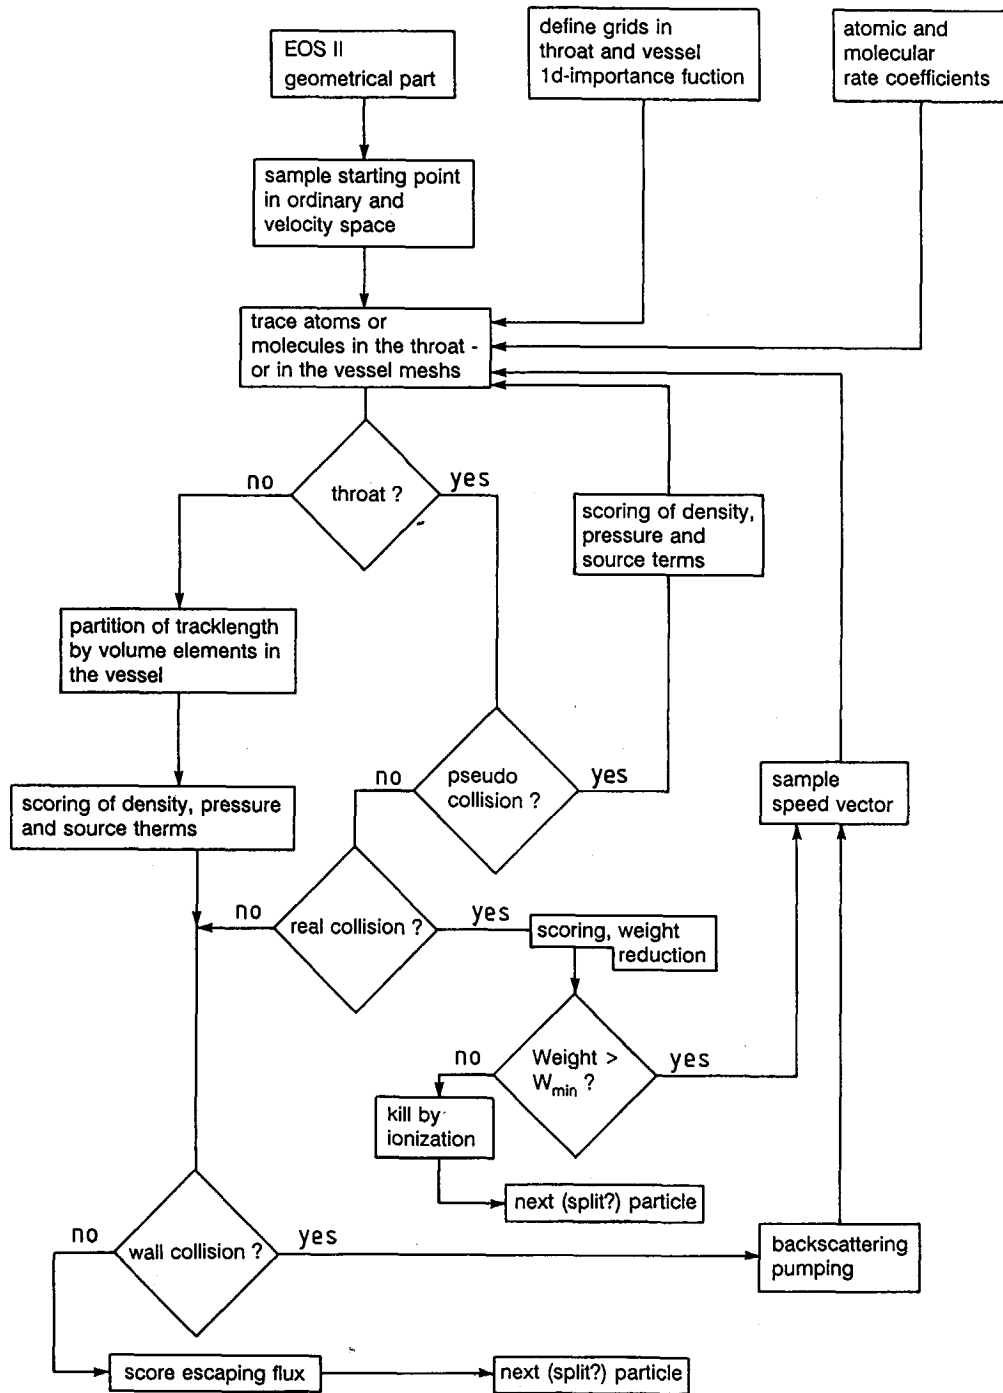 EOS II
geometrical part
define grids in
throat and vessel
1d-importance fuction
atomic and
molecular
rate coefficients
sample starting point
in ordinary and
velocity space
trace atoms or
molecules in the throat -
or in the vessel meshs
no
throat ?
yes
scoring of density,
pressure and
source terms
partition of tracklength
by volume elements in
the vessel
no
pseudo
collision ?
yes
sample
speed vector
scoring of density, pressure
and source therms
no
real collision ?
yes
scoring, weight
reduction
no
Weight >
Wmin ?
yes
kill by
ionization
next (split?) particle
no
wall collision ?
yes
backscattering
pumping
score escaping flux
next (split?) particle